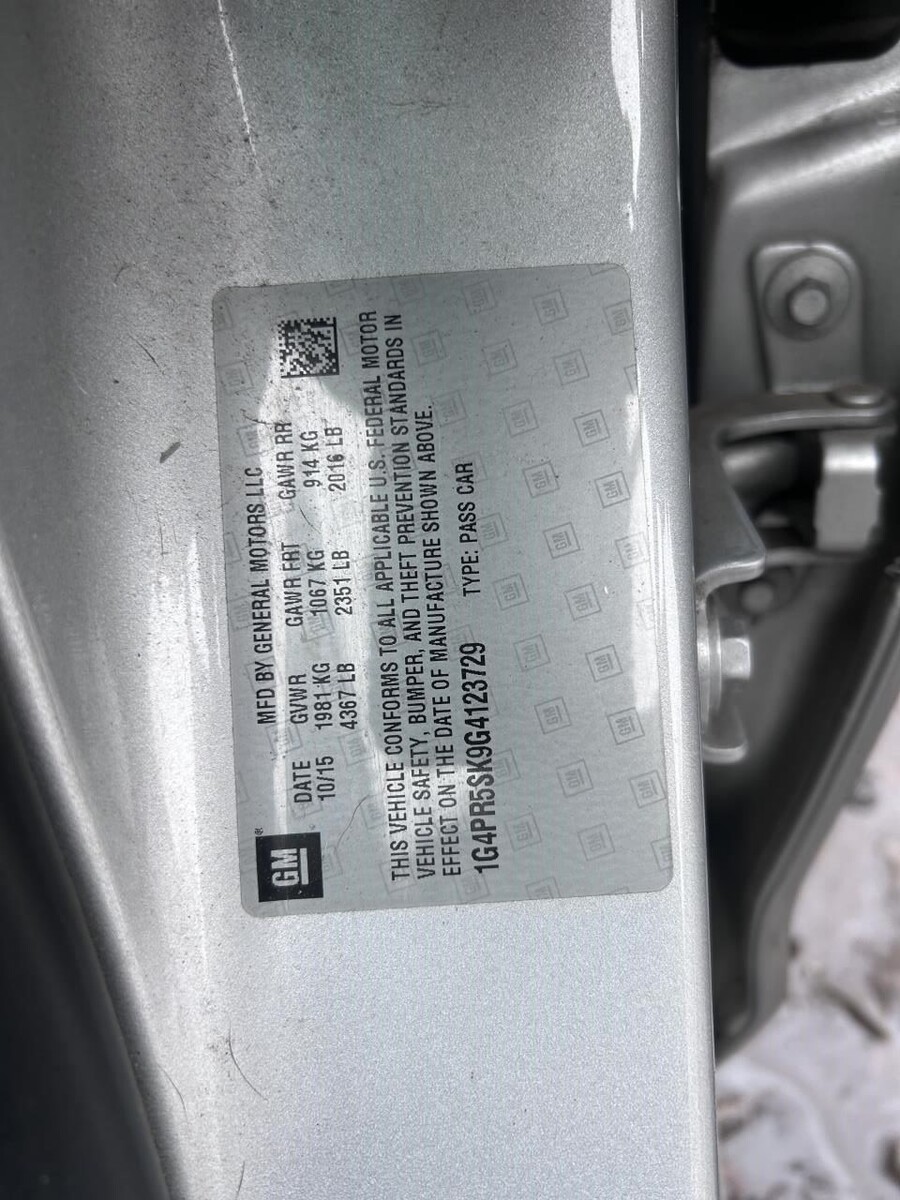 GM
MFD BY GENERAL MOTORS LLC
DATE GVWR GAWR FRT GAWR RR
10/15 1981 KG 1067 KG 914 KG
4367 LB 2351 LB 2016 LB
THIS VEHICLE CONFORMS TO ALL APPLICABLE U.S. FEDERAL MOTOR
VEHICLE SAFETY, BUMPER, AND THEFT PREVENTION STANDARDS IN
EFFECT ON THE DATE OF MANUFACTURE SHOWN ABOVE.
1G4PR5SK9G4123729 TYPE: PASS CAR